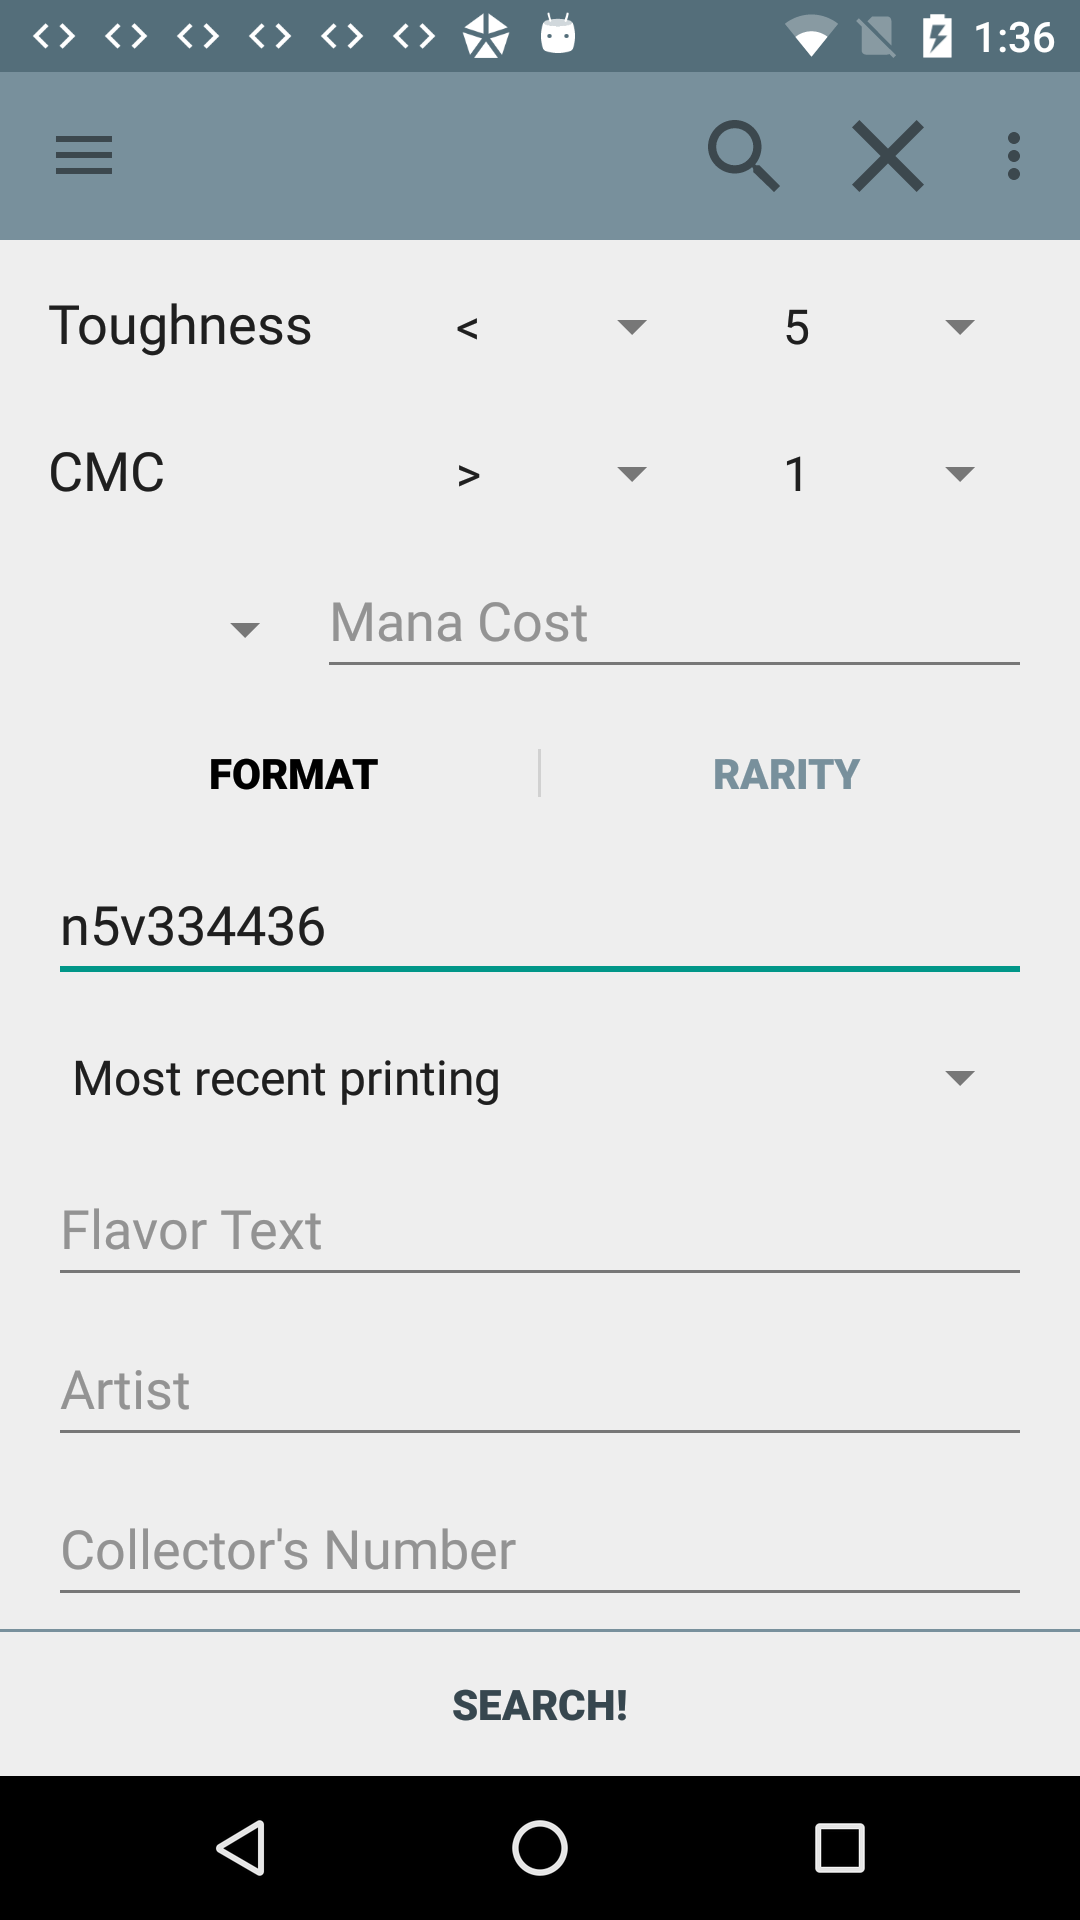 1:36
Toughness < 5
CMC > 1
Mana Cost
FORMAT RARITY
n5v334436
Most recent printing
Flavor Text
Artist
Collector's Number
SEARCH!